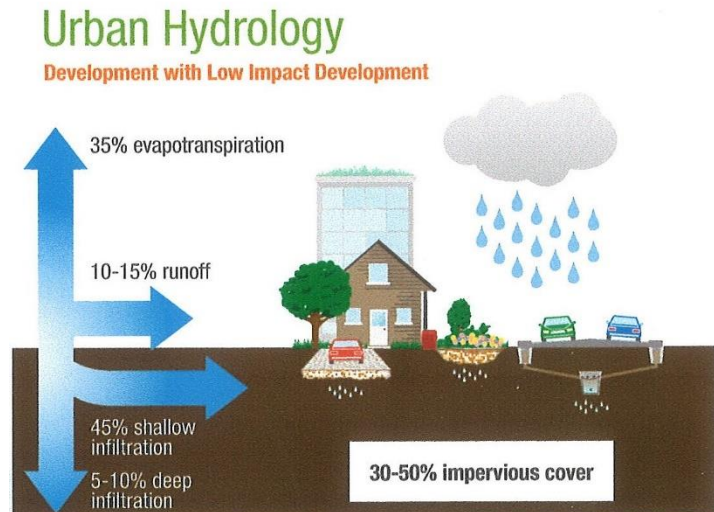 Urban Hydrology
Development with Low Impact Development
35% evapotranspiration
10-15% runoff
45% shallow
infiltration
5-10% deep
infiltration
30-50% impervious cover